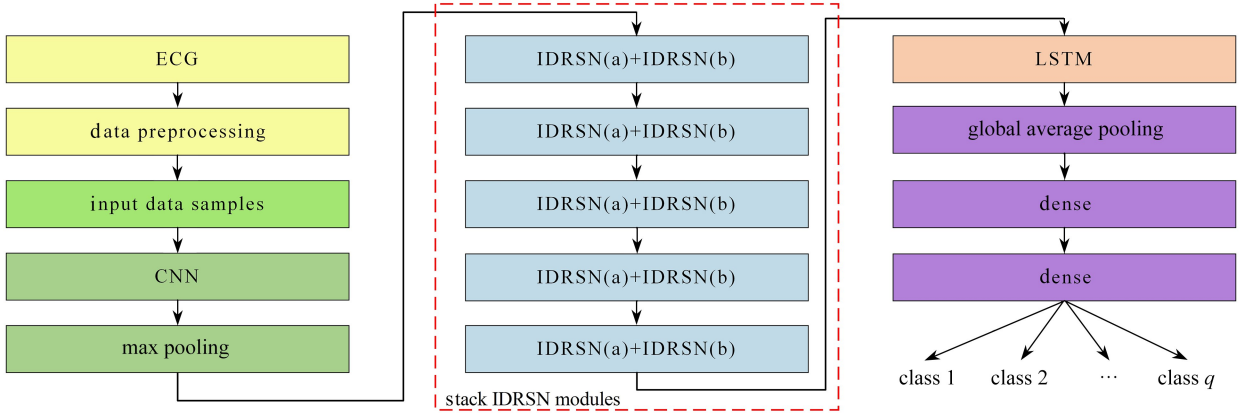 ECG
data preprocessing
input data samples
CNN
max pooling
IDRSN(a)+IDRSN(b)
IDRSN(a)+IDRSN(b)
IDRSN(a)+IDRSN(b)
IDRSN(a)+IDRSN(b)
IDRSN(a)+IDRSN(b)
stack IDRSN modules
LSTM
global average pooling
dense
dense
class 1 class 2 ··· class q